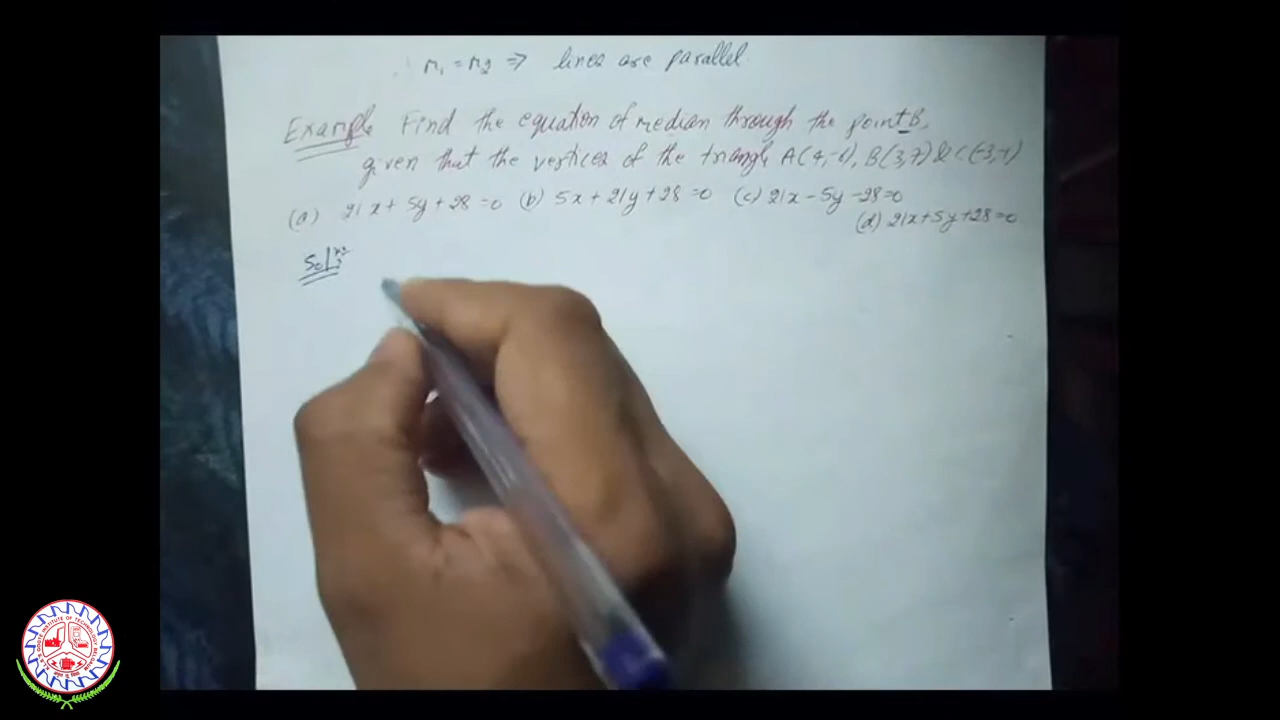 m₁ = m₂ ⇒ lines are parallel
Example Find the equation of median through the point B,
given that the vertices of the triangle A(4,-6), B(3,7) & C(-3,-1)
(a) 21x + 5y + 28 = 0 (b) 5x + 21y + 28 = 0 (c) 21x - 5y - 28 = 0
(d) 21x + 5y + 28 = 0
Solⁿ: